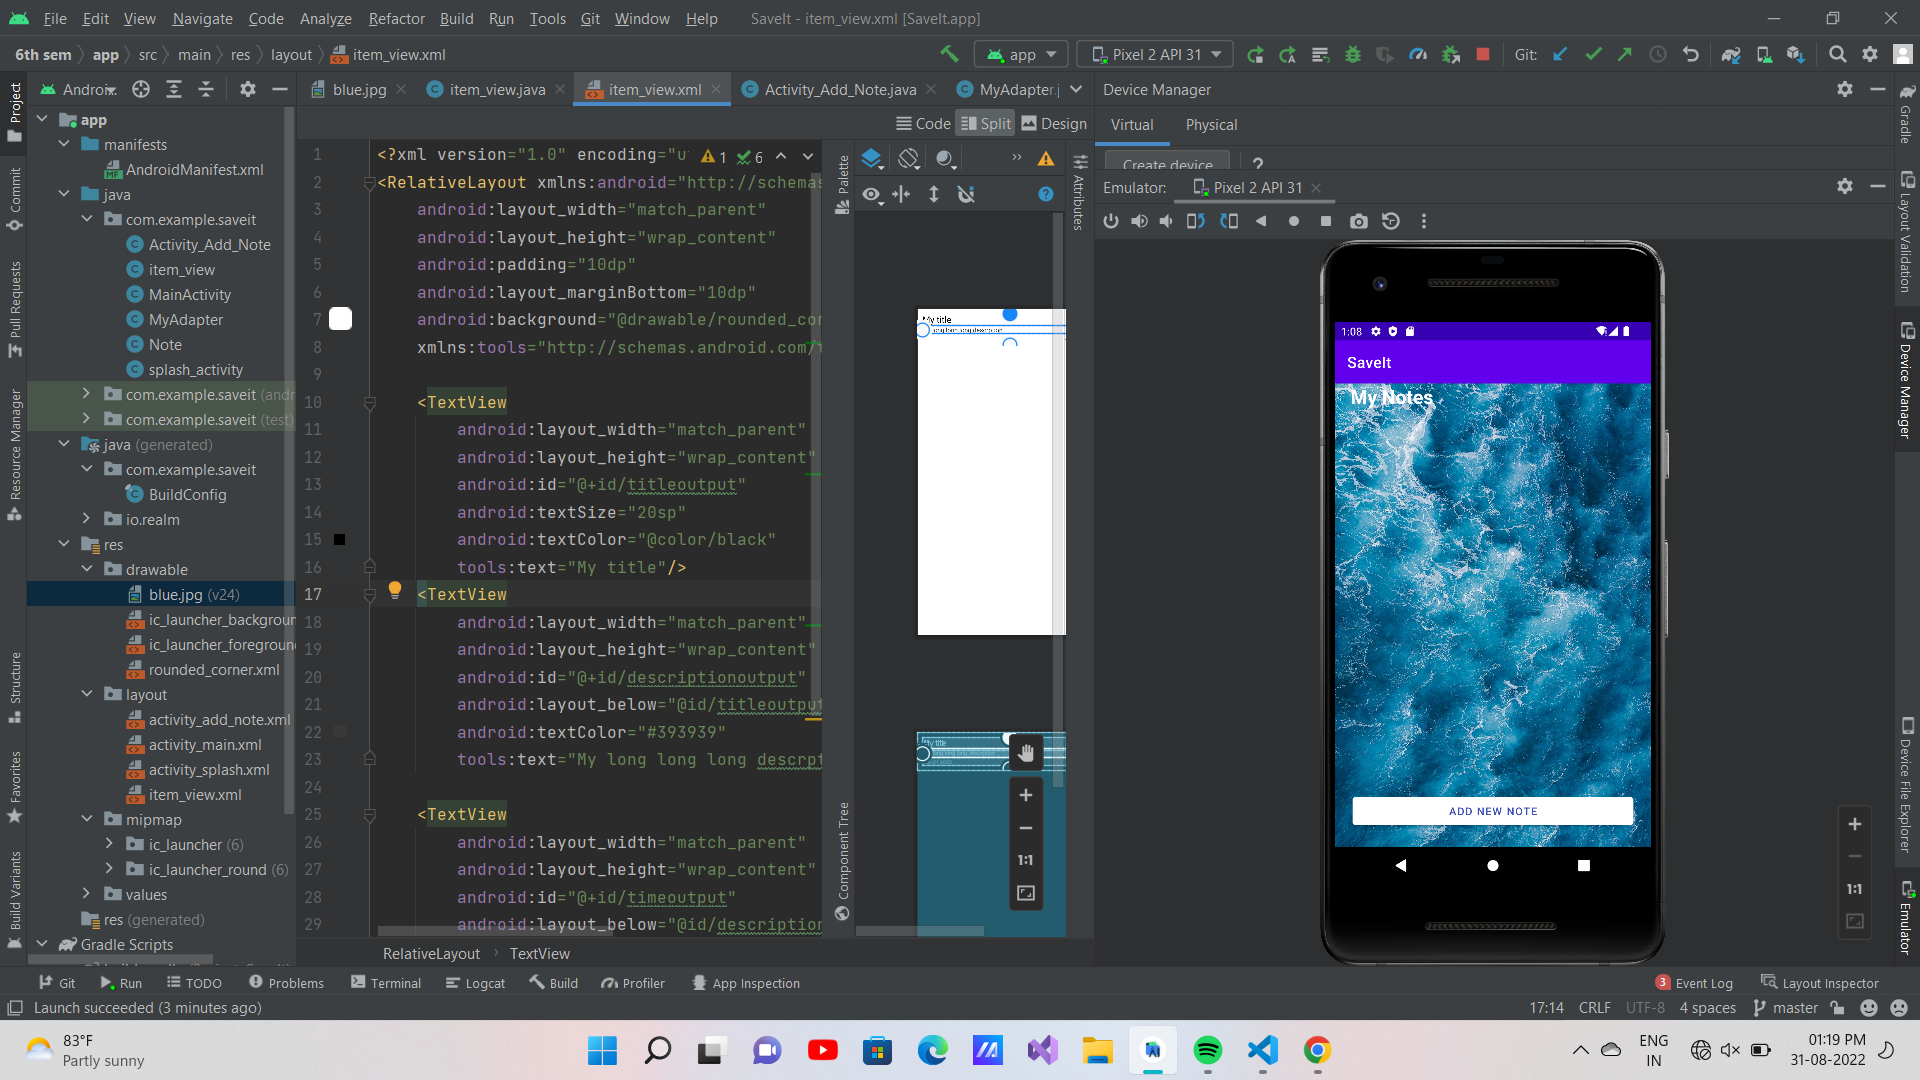 File Edit View Navigate Code Analyze Refactor Build Run Tools Git Window Help SaveIt - item_view.xml [SaveIt.app]
6th sem app src main res layout item_view.xml app Pixel 2 API 31 Git:
Project
Commit
Pull Requests
Resource Manager
Structure
Favorites
Build Variants
app
manifests
AndroidManifest.xml
java
com.example.saveit
Activity_Add_Note
item_view
MainActivity
MyAdapter
Note
splash_activity
com.example.saveit (andr
com.example.saveit (test)
java (generated)
com.example.saveit
BuildConfig
io.realm
res
drawable
blue.jpg (v24)
ic_launcher_backgroun
ic_launcher_foreground
rounded_corner.xml
layout
activity_add_note.xml
activity_main.xml
activity_splash.xml
item_view.xml
mipmap
ic_launcher (6)
ic_launcher_round (6)
values
res (generated)
Gradle Scripts
blue.jpg item_view.java item_view.xml Activity_Add_Note.java MyAdapter.j
Code Split Design
1 <?xml version="1.0" encoding="u 1 6
2 <RelativeLayout xmlns:android="http://schemas
3 android:layout_width="match_parent"
4 android:layout_height="wrap_content"
5 android:padding="10dp"
6 android:layout_marginBottom="10dp"
7 android:background="@drawable/rounded_cor
8 xmlns:tools="http://schemas.android.com/t
9
10 <TextView
11 android:layout_width="match_parent"
12 android:layout_height="wrap_content"
13 android:id="@+id/titleoutput"
14 android:textSize="20sp"
15 android:textColor="@color/black"
16 tools:text="My title"/>
17 <TextView
18 android:layout_width="match_parent"
19 android:layout_height="wrap_content"
20 android:id="@+id/descriptionoutput"
21 android:layout_below="@id/titleoutput
22 android:textColor="#393939"
23 tools:text="My long long long descrpt
24
25 <TextView
26 android:layout_width="match_parent"
27 android:layout_height="wrap_content"
28 android:id="@+id/timeoutput"
29 android:layout_below="@id/description
RelativeLayout TextView
Palette
Component Tree
Attributes
My title
My title
1:1
Device Manager
Virtual Physical
Create device ?
Emulator: Pixel 2 API 31
1:08
SaveIt
My Notes
ADD NEW NOTE
1:1
Gradle
Layout Validation
Device Manager
Device File Explorer
Emulator
Git Run TODO Problems Terminal Logcat Build Profiler App Inspection 3 Event Log Layout Inspector
Launch succeeded (3 minutes ago) 17:14 CRLF UTF-8 4 spaces master
83°F
Partly sunny
ENG
IN
01:19 PM
31-08-2022